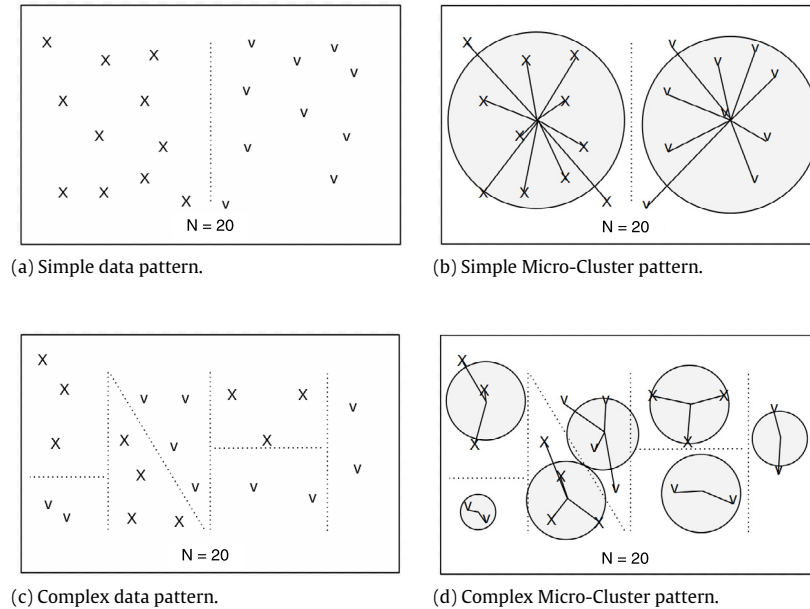 N = 20
N = 20
(a) Simple data pattern.
(b) Simple Micro-Cluster pattern.
N = 20
N = 20
(c) Complex data pattern.
(d) Complex Micro-Cluster pattern.